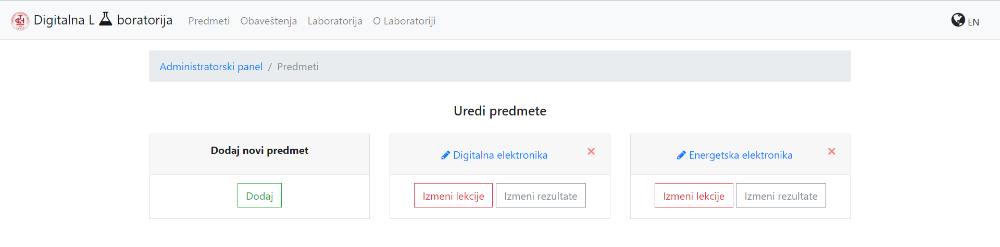 Digitalna L boratorija Predmeti Obaveštenja Laboratorija O Laboratoriji EN
Administratorski panel / Predmeti
Uredi predmete
Dodaj novi predmet
Dodaj
Digitalna elektronika
Izmeni lekcije Izmeni rezultate
Energetska elektronika
Izmeni lekcije Izmeni rezultate